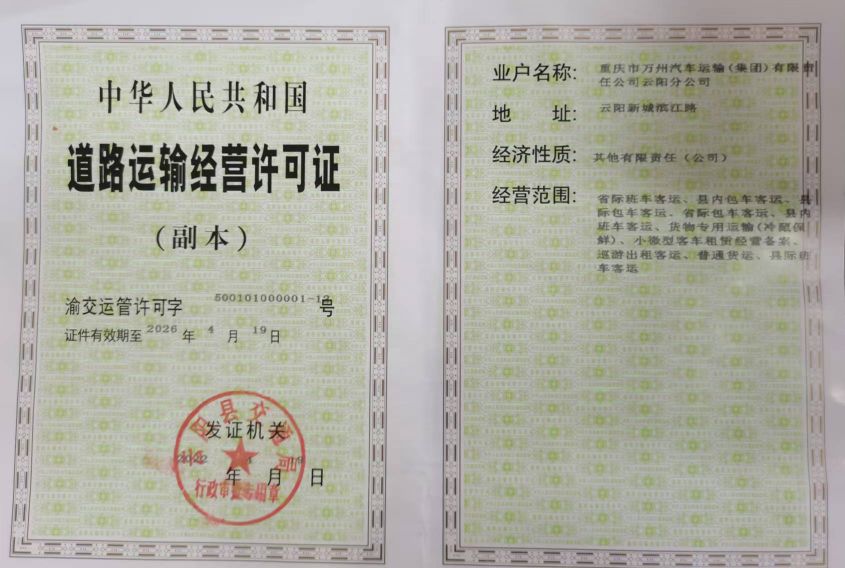 中华人民共和国
道路运输经营许可证
(副本)
渝交运管许可字 500101000001-12 号
证件有效期至 2026 年 4 月 19 日
发证机关
2022 年 月 19 日
行政审批专用章
业户名称: 重庆市万州汽车运输(集团)有限责
任公司云阳分公司
地 址: 云阳新城滨江路
经济性质: 其他有限责任(公司)
经营范围: 省际班车客运、县内包车客运、县
际包车客运、省际包车客运、县内
班车客运、货物专用运输(冷藏保
鲜)、小微型客车租赁经营备案、
巡游出租客运、普通货运、县际班
车客运